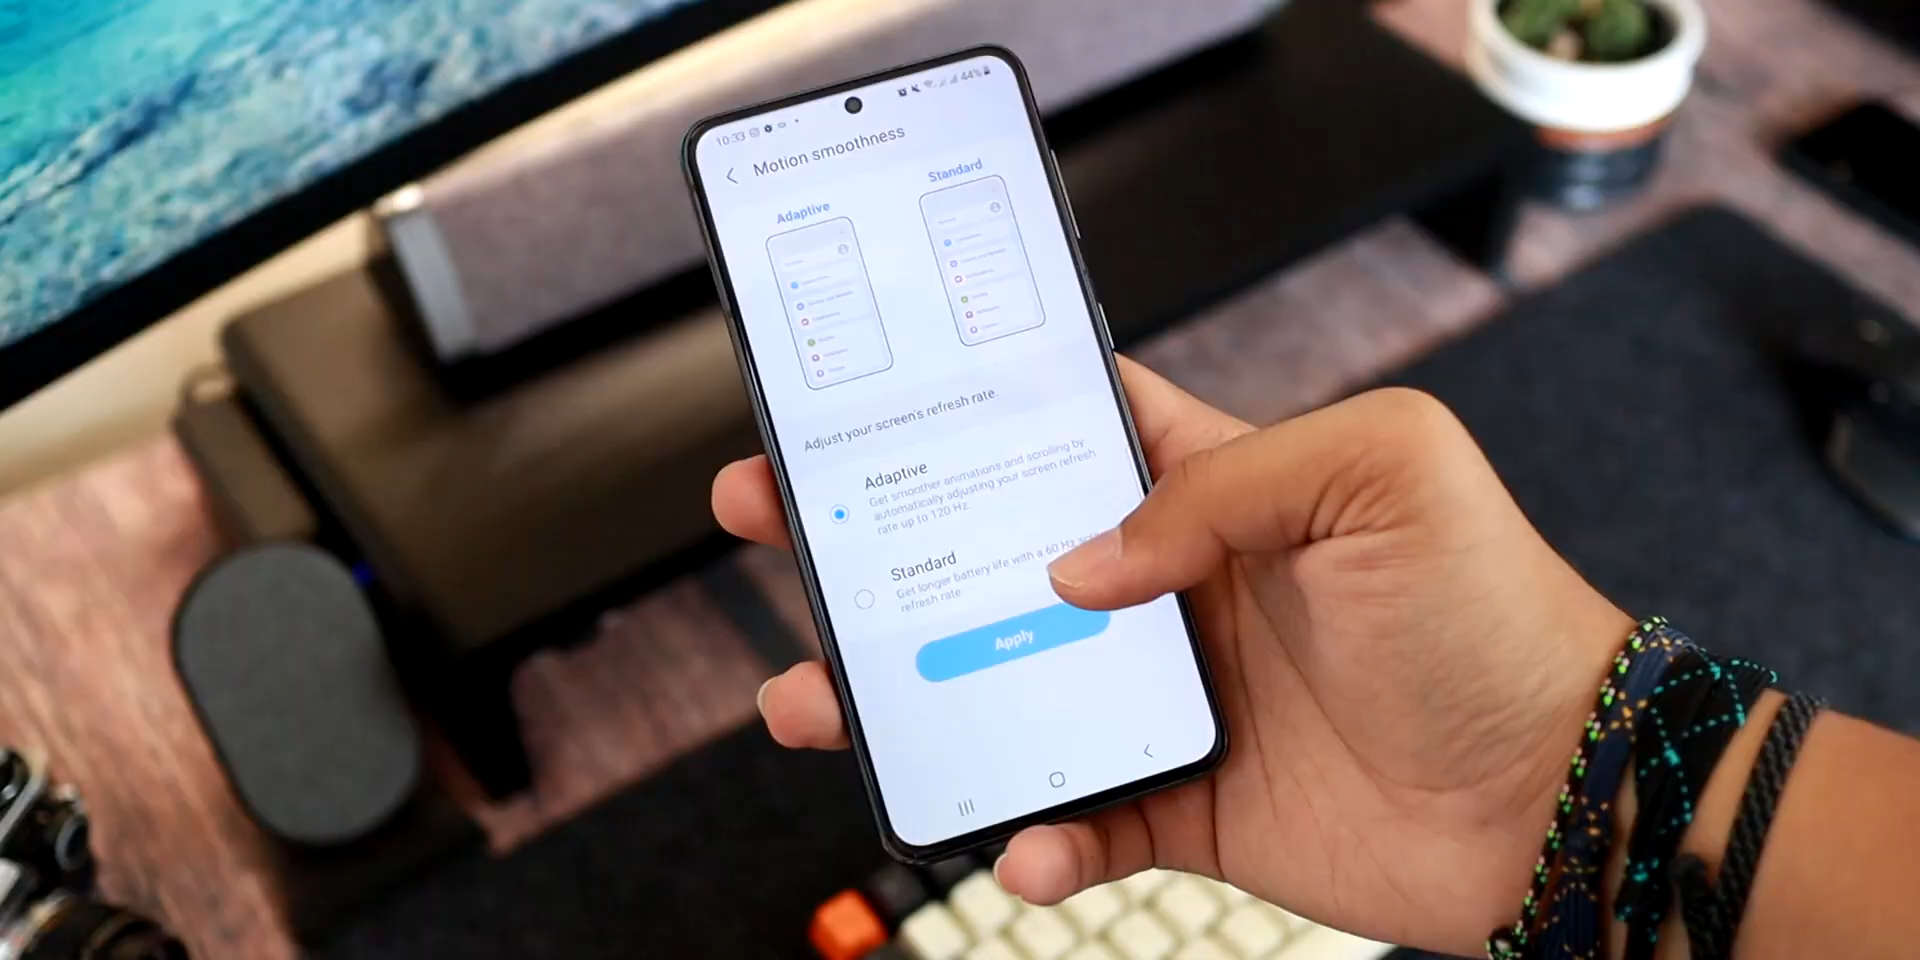 10:33
44%
Motion smoothness
Adaptive
Standard
Adjust your screen's refresh rate.
Adaptive
Get smoother animations and scrolling by
automatically adjusting your screen refresh
rate up to 120 Hz.
Standard
Get longer battery life with a 60 Hz
refresh rate.
Apply